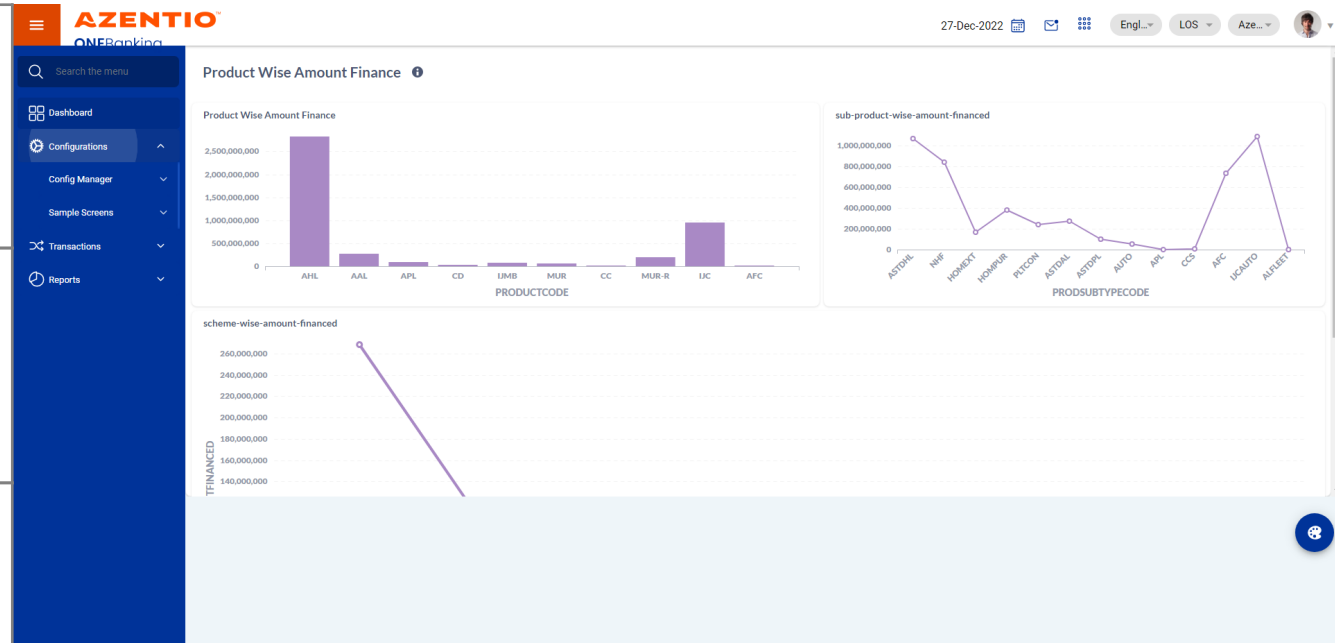 AZENTIO™
ONEBanking
27-Dec-2022
Engl...
LOS
Aze...
Search the menu
Dashboard
Configurations
Config Manager
Sample Screens
Transactions
Reports
Product Wise Amount Finance
Product Wise Amount Finance
2,500,000,000
2,000,000,000
1,500,000,000
1,000,000,000
500,000,000
0
AHL AAL APL CD IJMB MUR CC MUR-R IJC AFC
PRODUCTCODE
sub-product-wise-amount-financed
1,000,000,000
800,000,000
600,000,000
400,000,000
200,000,000
0
ASTDHL NHF HOMEXT HOMPUR PLTCON ASTDAL ASTDPL AUTO APL CCS AFC IJCAUTO ALFLEET
PRODSUBTYPECODE
scheme-wise-amount-financed
260,000,000
240,000,000
220,000,000
200,000,000
180,000,000
160,000,000
140,000,000
TFINANCED